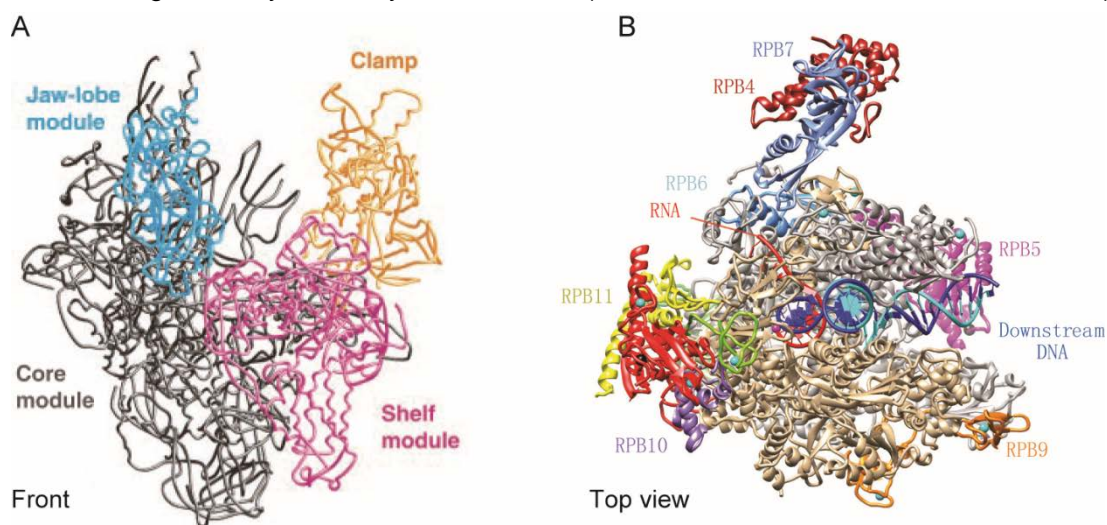 A
Jaw-lobe
module
Clamp
Core
module
Shelf
module
Front
B
RPB7
RPB4
RPB6
RNA
RPB5
RPB11
Downstream
DNA
RPB10
RPB9
Top view